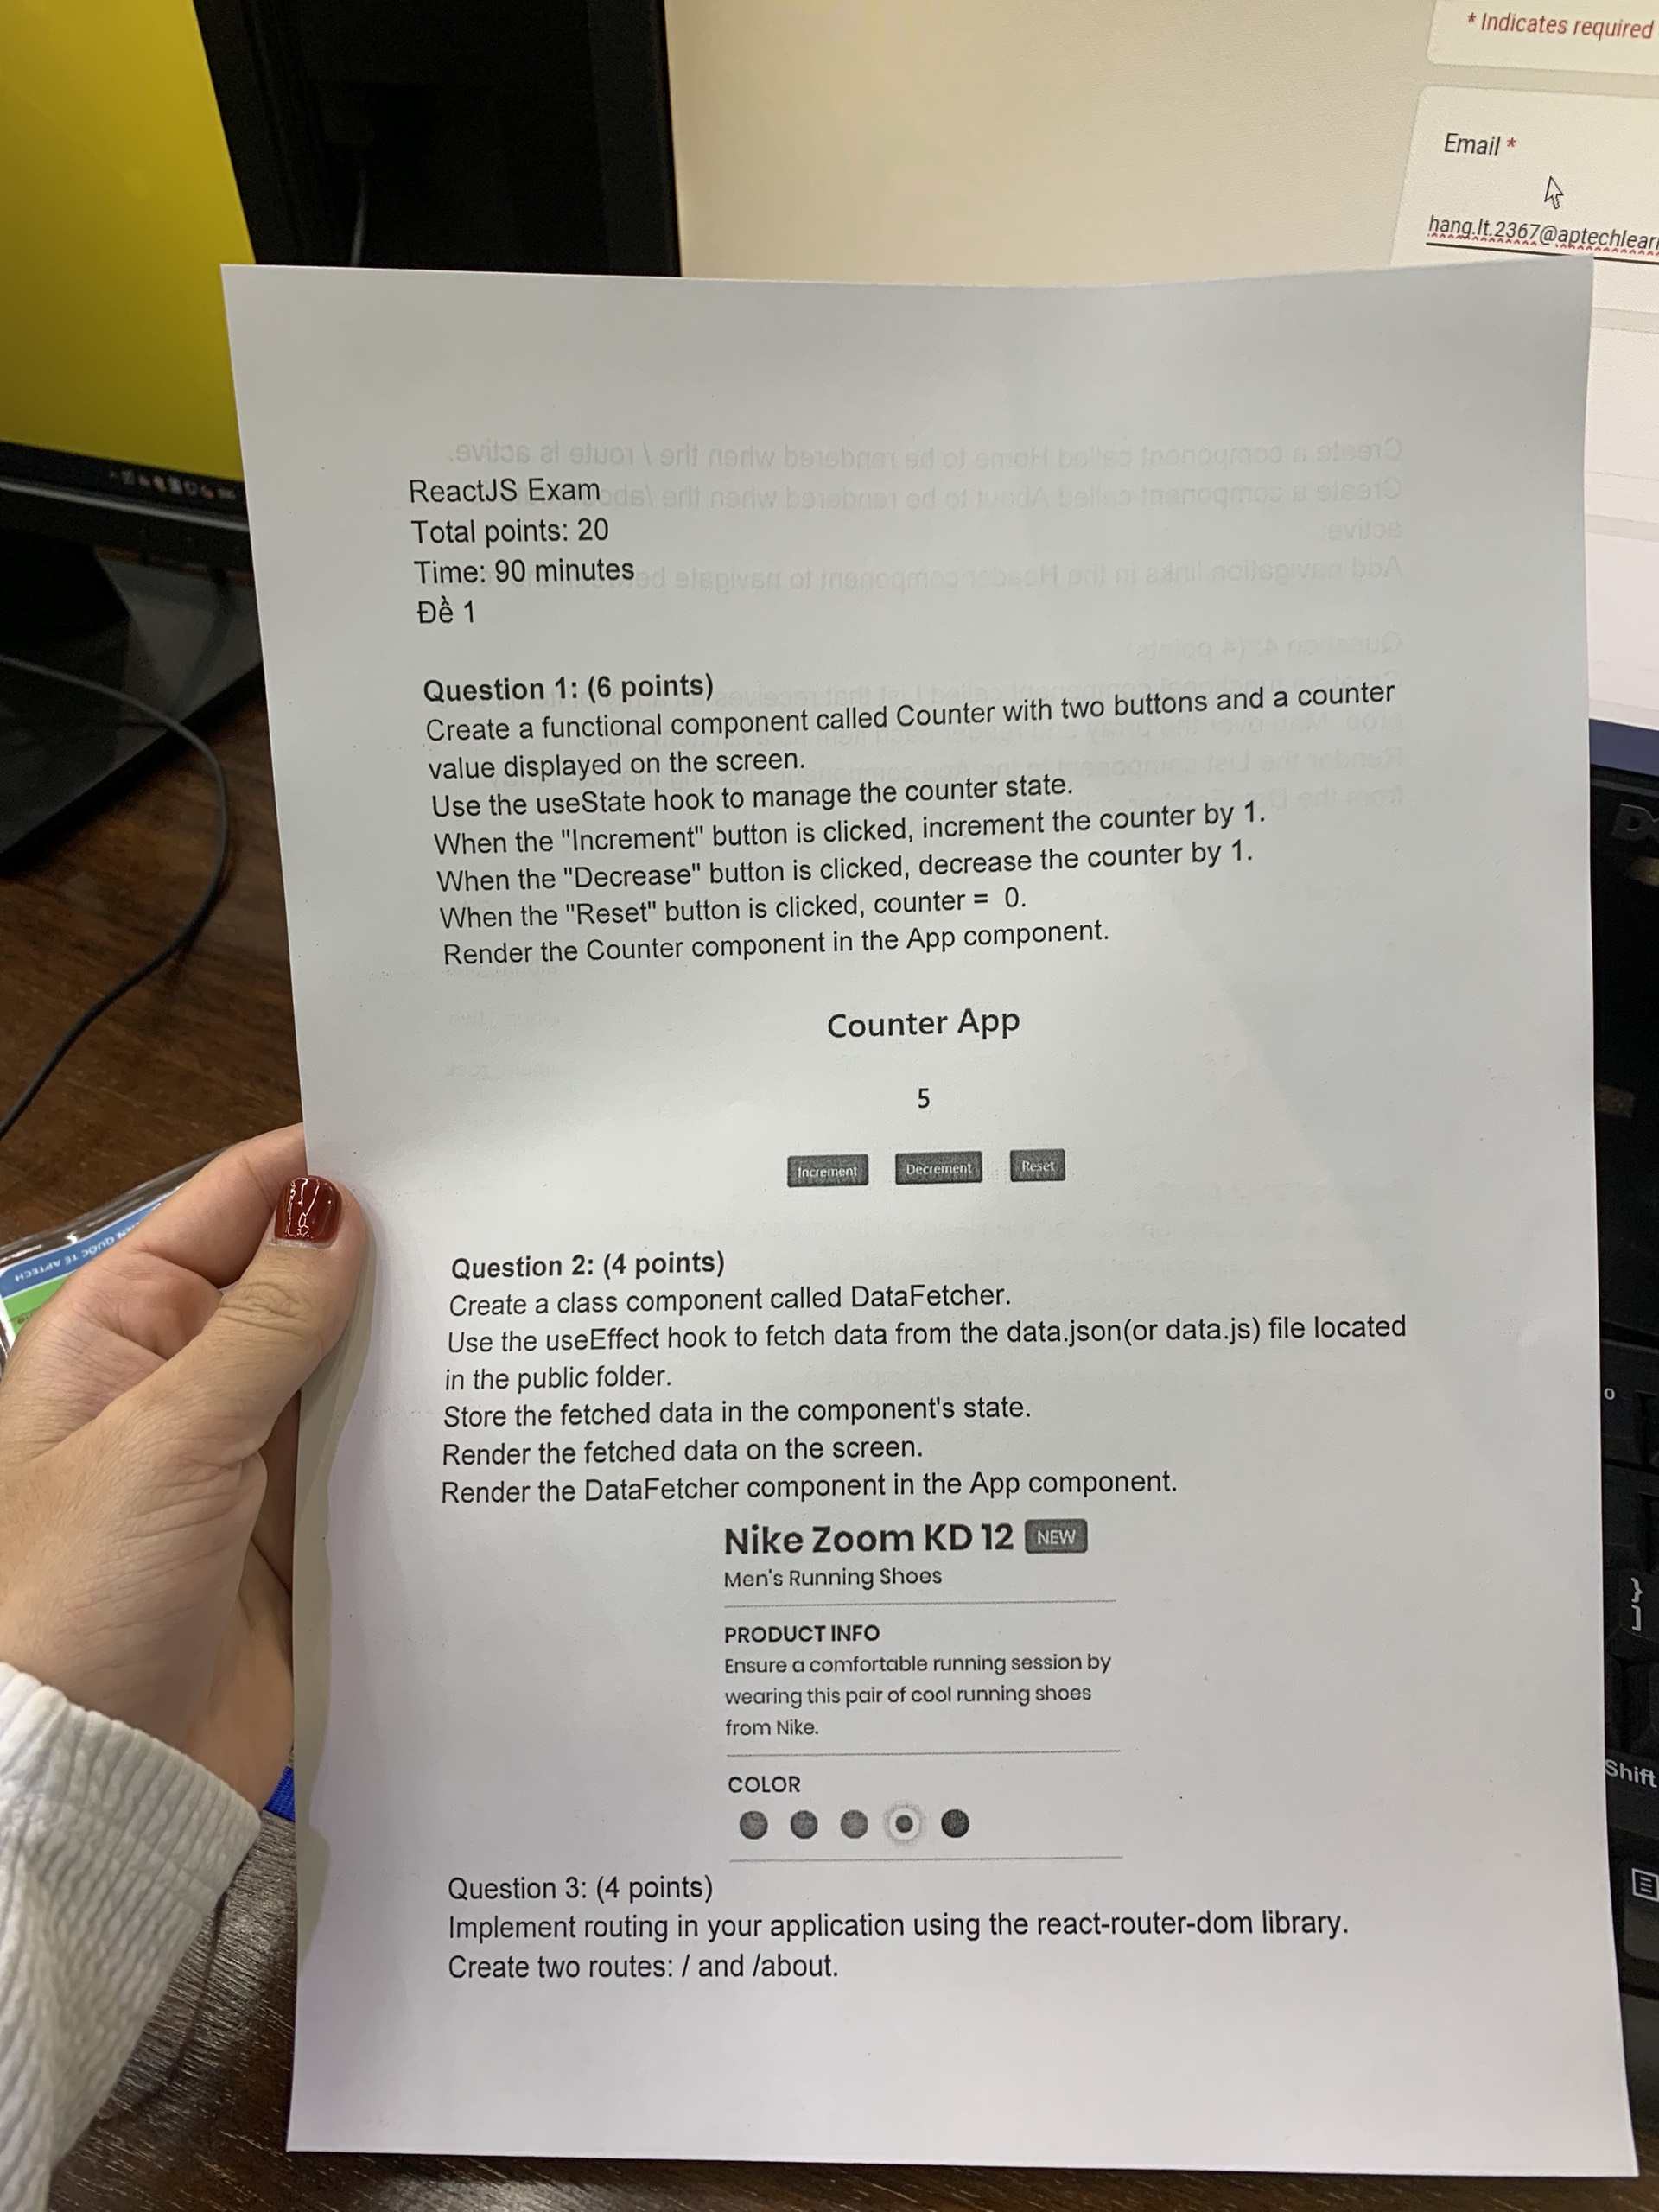 * Indicates required
Email *
hang.lt.2367@aptechlear
ReactJS Exam
Total points: 20
Time: 90 minutes
Đề 1
Question 1: (6 points)
Create a functional component called Counter with two buttons and a counter
value displayed on the screen.
Use the useState hook to manage the counter state.
When the "Increment" button is clicked, increment the counter by 1.
When the "Decrease" button is clicked, decrease the counter by 1.
When the "Reset" button is clicked, counter = 0.
Render the Counter component in the App component.
Counter App
5
Increment Decrement Reset
Question 2: (4 points)
Create a class component called DataFetcher.
Use the useEffect hook to fetch data from the data.json(or data.js) file located
in the public folder.
Store the fetched data in the component's state.
Render the fetched data on the screen.
Render the DataFetcher component in the App component.
Nike Zoom KD 12 NEW
Men's Running Shoes
PRODUCT INFO
Ensure a comfortable running session by
wearing this pair of cool running shoes
from Nike.
COLOR
Question 3: (4 points)
Implement routing in your application using the react-router-dom library.
Create two routes: / and /about.
QUỐC TẾ APTECH
Shift